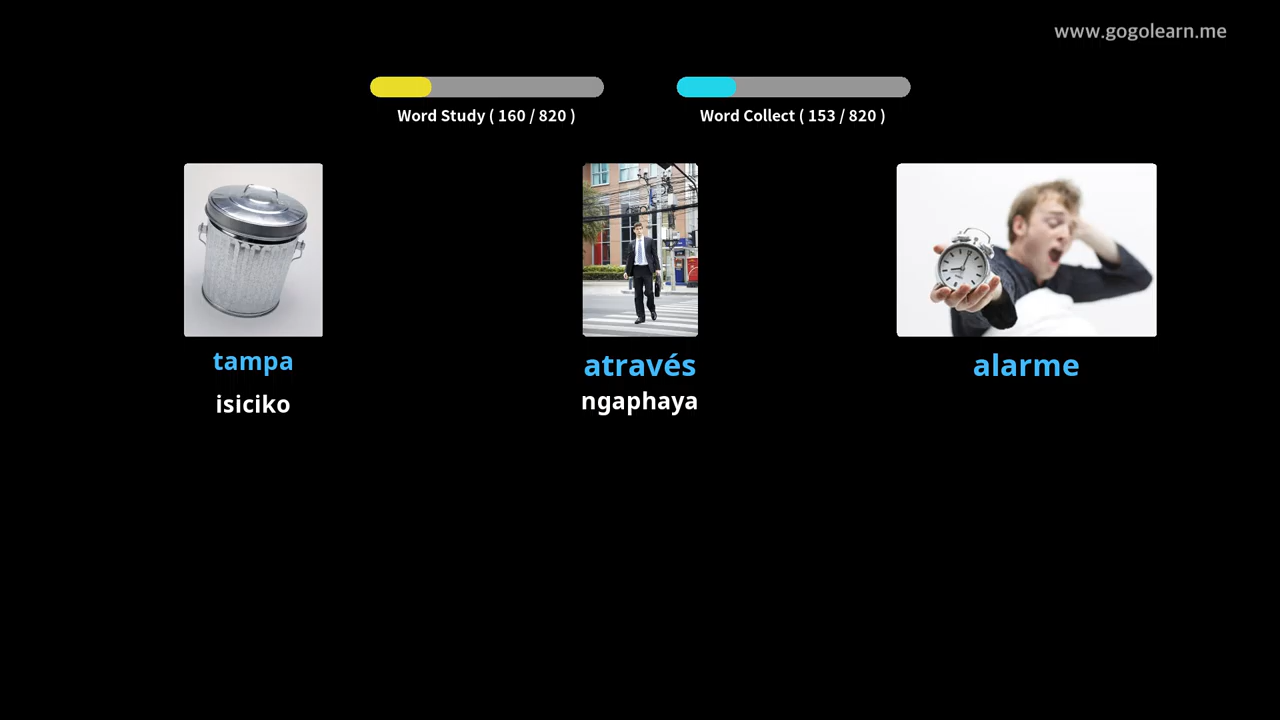 www.gogolearn.me
Word Study ( 160 / 820 )
Word Collect ( 153 / 820 )
tampa
através
alarme
isiciko
ngaphaya